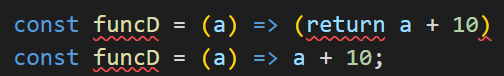 const funcD = (a) => (return a + 10)
const funcD = (a) => a + 10;